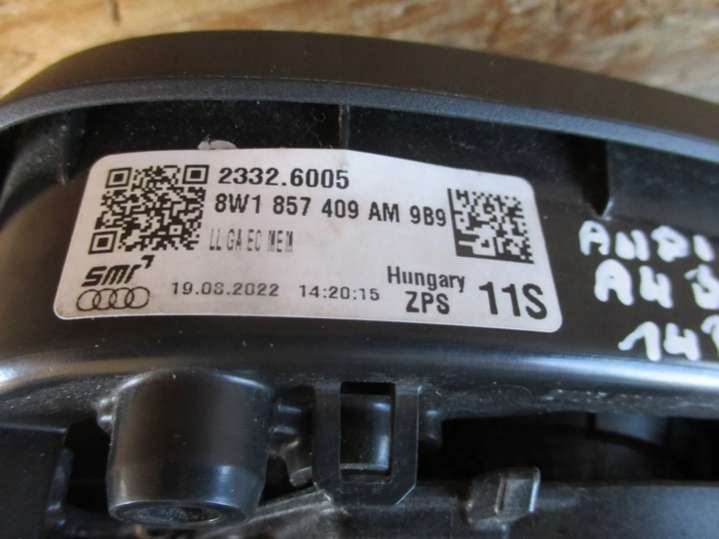 2332.6005
8W1 857 409 AM 9B9
LL GA EC MEM
smr
19.08.2022 14:20:15
Hungary
ZPS
11S
AUDI
A4
14